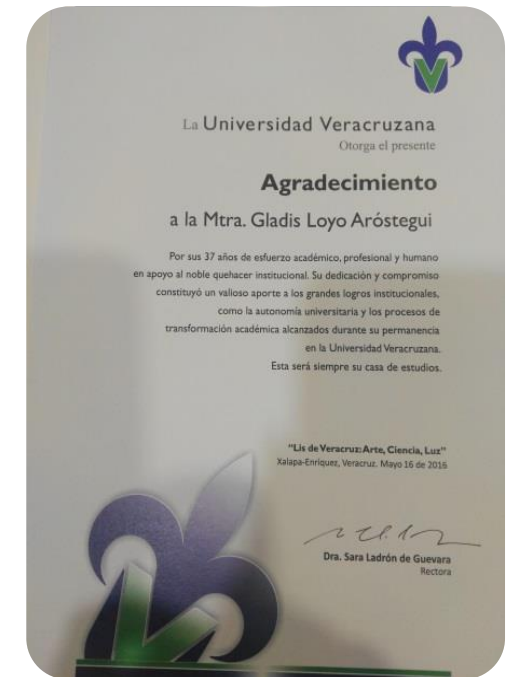 La Universidad Veracruzana
Otorga el presente
Agradecimiento
a la Mtra. Gladis Loyo Aróstegui
Por sus 37 años de esfuerzo académico, profesional y humano
en apoyo al noble quehacer institucional. Su dedicación y compromiso
constituyó un valioso aporte a los grandes logros institucionales,
como la autonomía universitaria y los procesos de
transformación académica alcanzados durante su permanencia
en la Universidad Veracruzana.
Esta será siempre su casa de estudios.
"Lis de Veracruz: Arte, Ciencia, Luz"
Xalapa-Enríquez, Veracruz. Mayo 16 de 2016
Dra. Sara Ladrón de Guevara
Rectora